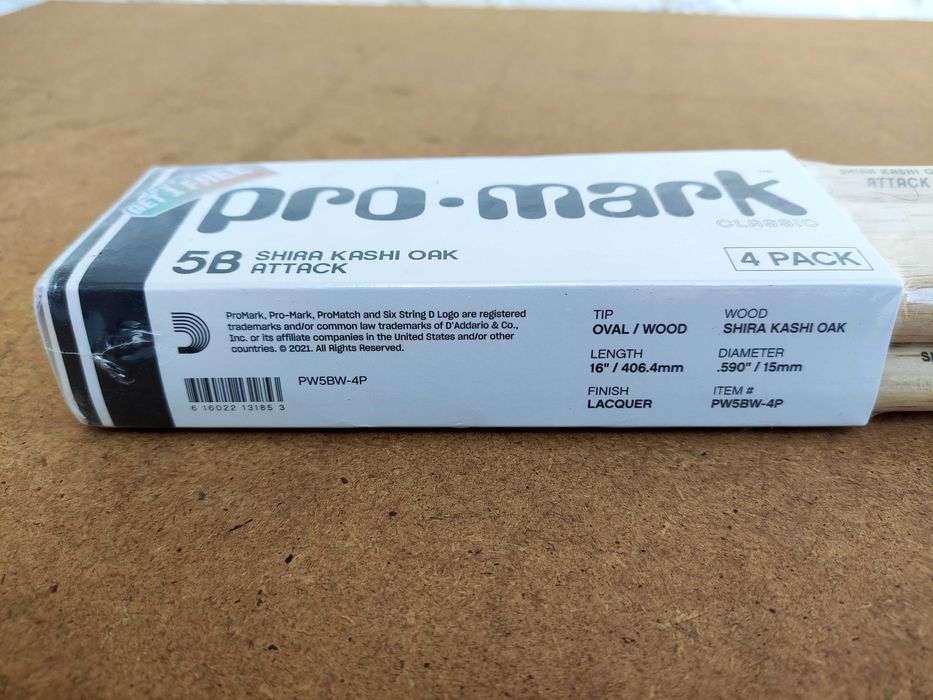 GET 1 FREE
pro·mark
CLASSIC
5B SHIRA KASHI OAK
ATTACK
4 PACK
SHIRA KASHI
ATTACK
ProMark, Pro-Mark, ProMatch and Six String D Logo are registered
trademarks and/or common law trademarks of D'Addario & Co.,
Inc. or its affiliate companies in the United States and/or other
countries. © 2021. All Rights Reserved.
PW5BW-4P
6 16022 13185 3
TIP
OVAL / WOOD
WOOD
SHIRA KASHI OAK
LENGTH
16" / 406.4mm
DIAMETER
.590" / 15mm
FINISH
LACQUER
ITEM #
PW5BW-4P